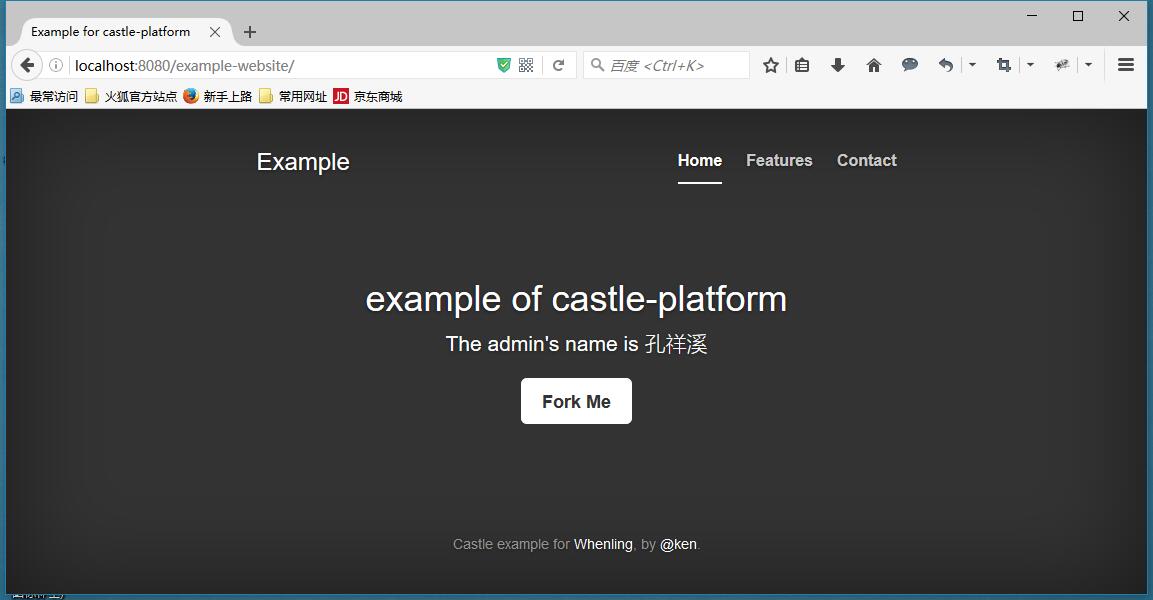 Example for castle-platform
localhost:8080/example-website/
百度 <Ctrl+K>
最常访问 火狐官方站点 新手上路 常用网址 JD 京东商城
Example
Home Features Contact
example of castle-platform
The admin's name is 孔祥溪
Fork Me
Castle example for Whenling, by @ken.